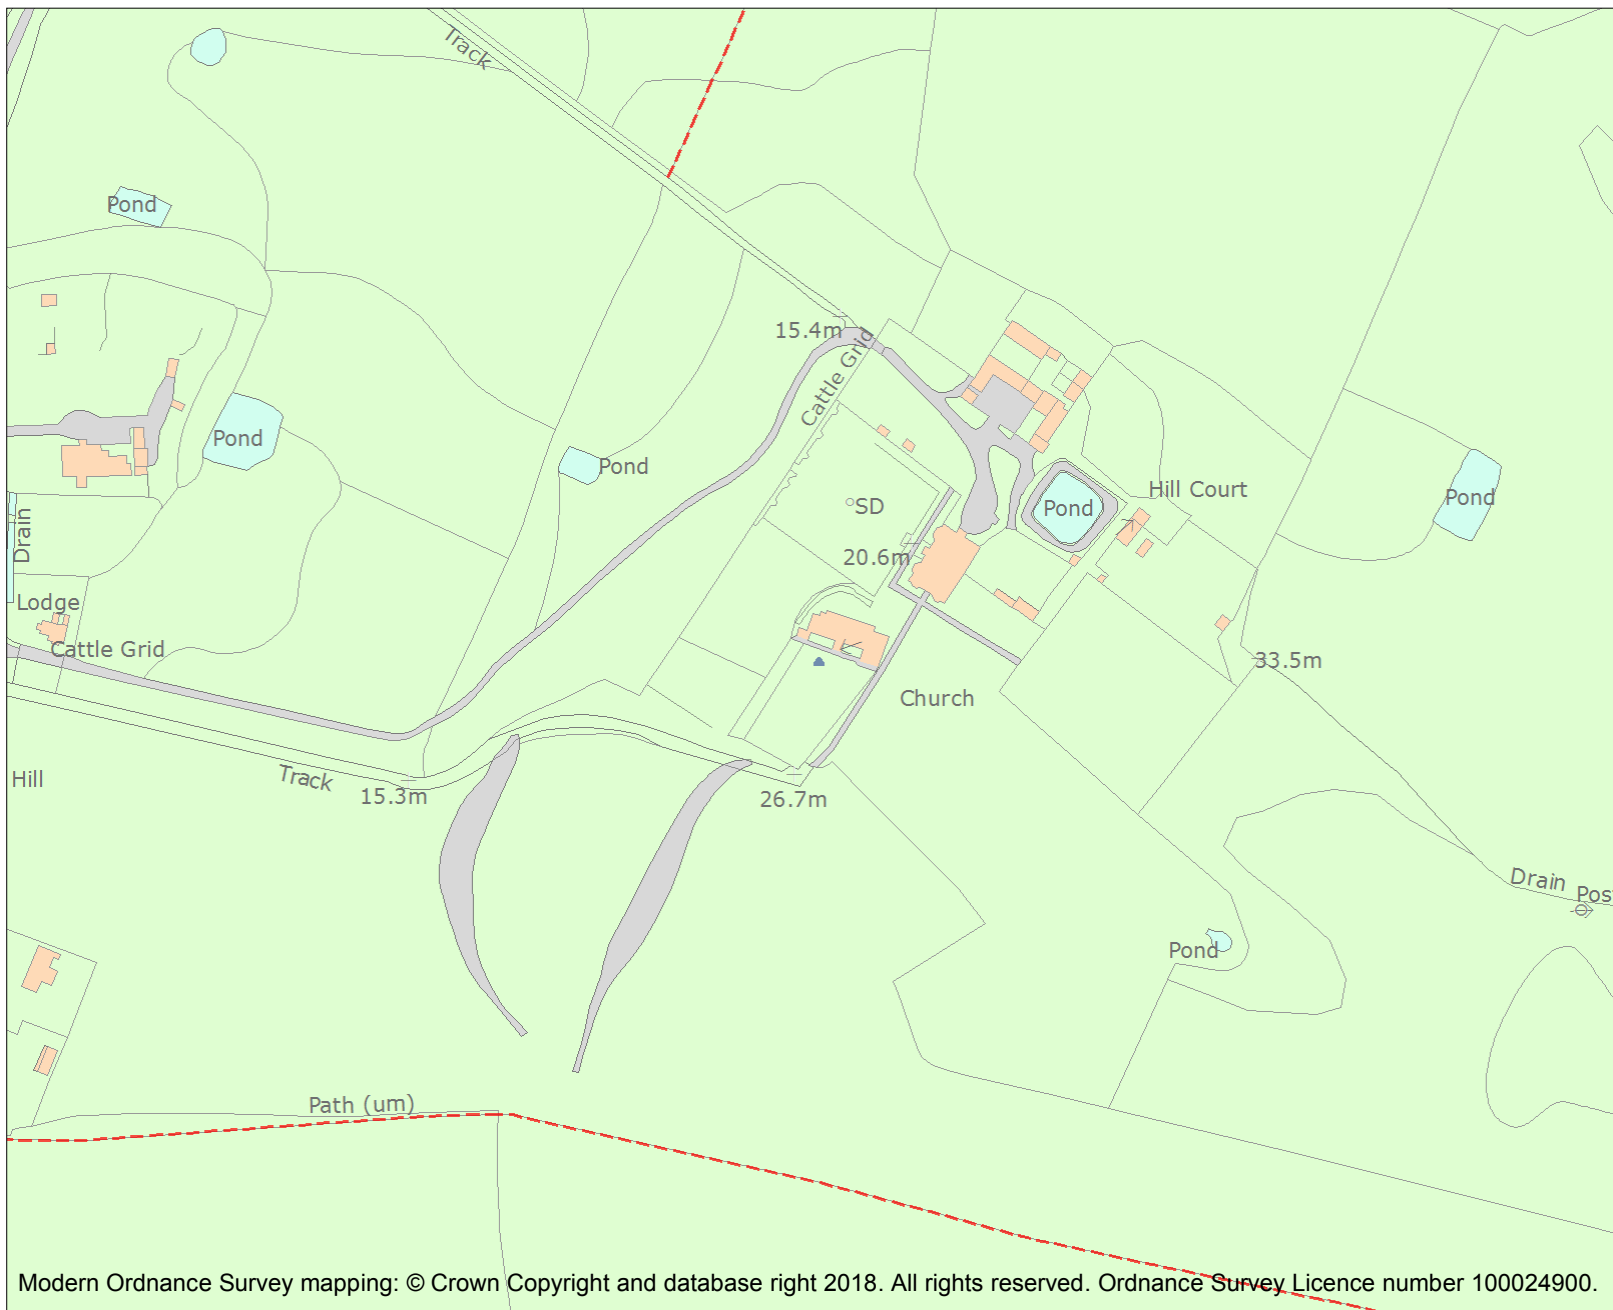 Track
Pond
15.4m
Cattle Grid
Pond
Pond
Hill Court
Pond
SD
Pond
Drain
20.6m
Lodge
Cattle Grid
33.5m
Church
Hill
Track
15.3m
26.7m
Drain
Pos
Pond
Path (um)
Modern Ordnance Survey mapping: © Crown Copyright and database right 2018. All rights reserved. Ordnance Survey Licence number 100024900.